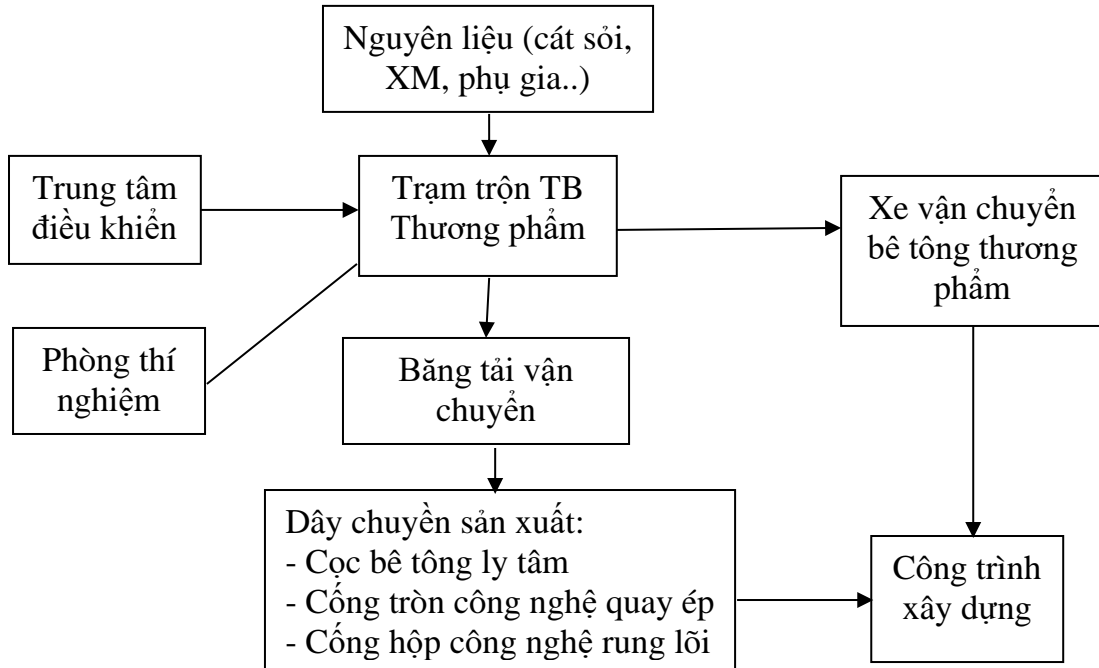 Nguyên liệu (cát sỏi,
XM, phụ gia..)
Trung tâm
điều khiển
Trạm trộn TB
Thương phẩm
Xe vận chuyển
bê tông thương
phẩm
Phòng thí
nghiệm
Băng tải vận
chuyển
Dây chuyền sản xuất:
- Cọc bê tông ly tâm
- Cống tròn công nghệ quay ép
- Cống hộp công nghệ rung lõi
Công trình
xây dựng